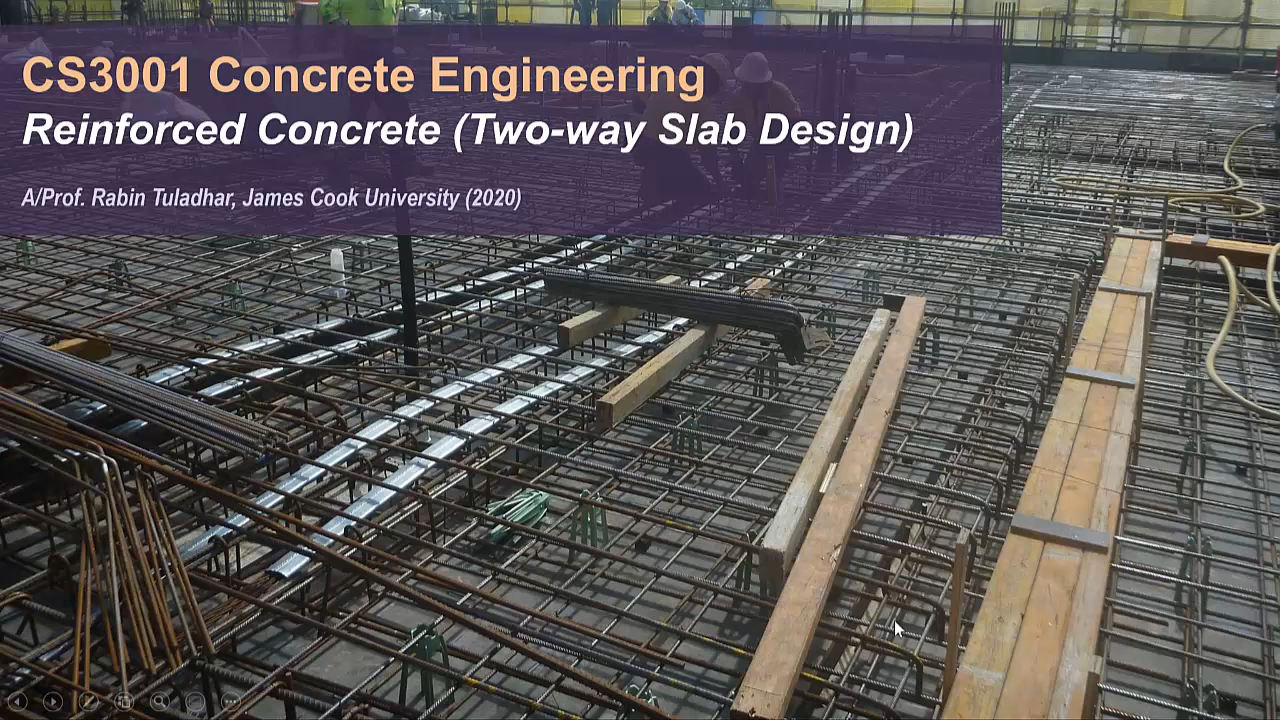 CS3001 Concrete Engineering
Reinforced Concrete (Two-way Slab Design)
A/Prof. Rabin Tuladhar, James Cook University (2020)